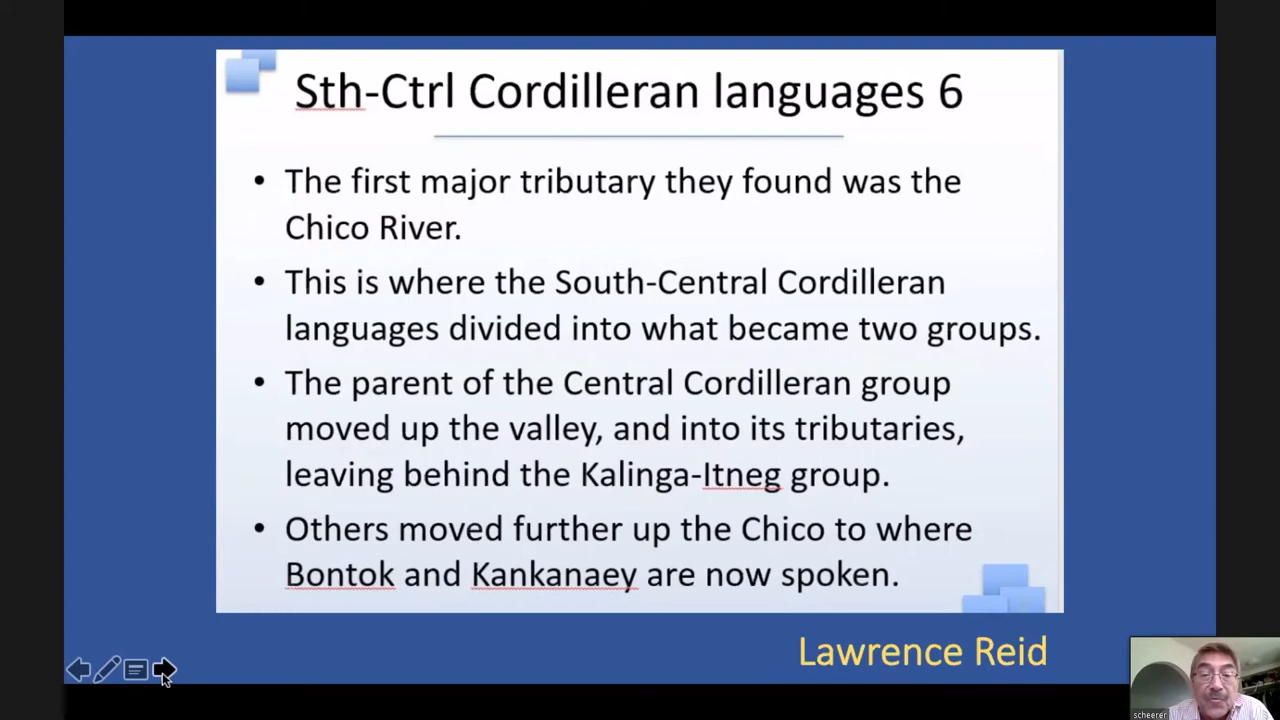 Sth-Ctrl Cordilleran languages 6
• The first major tributary they found was the
Chico River.
• This is where the South-Central Cordilleran
languages divided into what became two groups.
• The parent of the Central Cordilleran group
moved up the valley, and into its tributaries,
leaving behind the Kalinga-Itneg group.
• Others moved further up the Chico to where
Bontok and Kankanaey are now spoken.
Lawrence Reid
scheerer